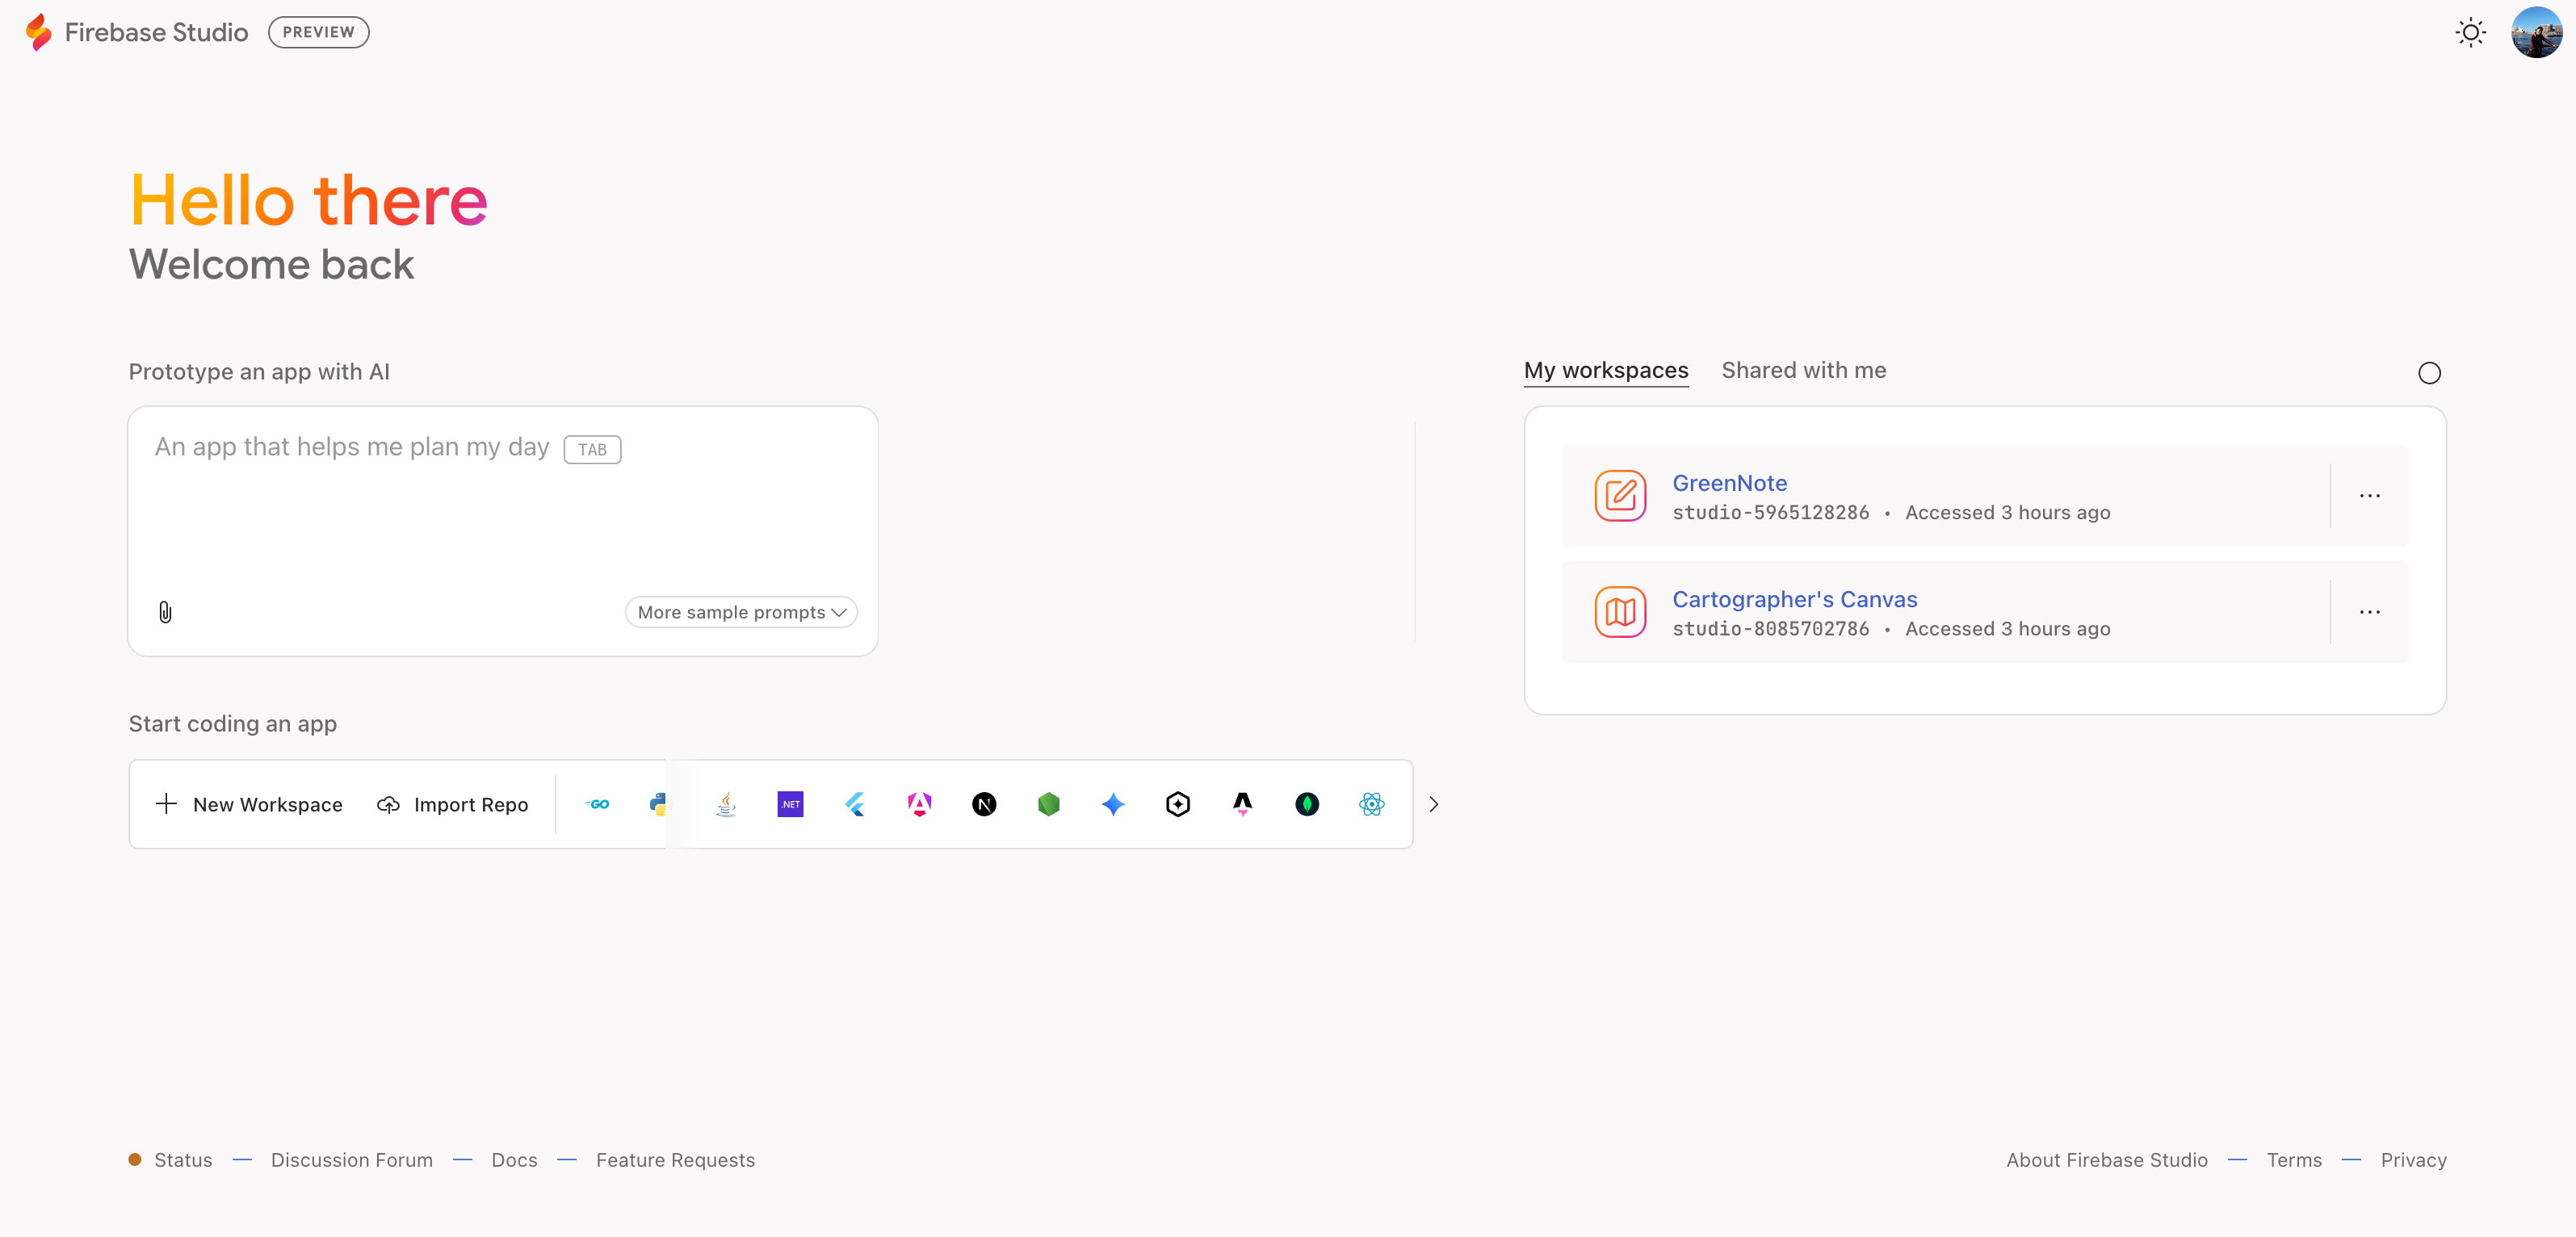 Firebase Studio PREVIEW
Hello there
Welcome back
Prototype an app with AI
An app that helps me plan my day TAB
More sample prompts
Start coding an app
New Workspace Import Repo GO .NET N
My workspaces Shared with me
GreenNote
studio-5965128286 • Accessed 3 hours ago
Cartographer's Canvas
studio-8085702786 • Accessed 3 hours ago
Status — Discussion Forum — Docs — Feature Requests
About Firebase Studio — Terms — Privacy